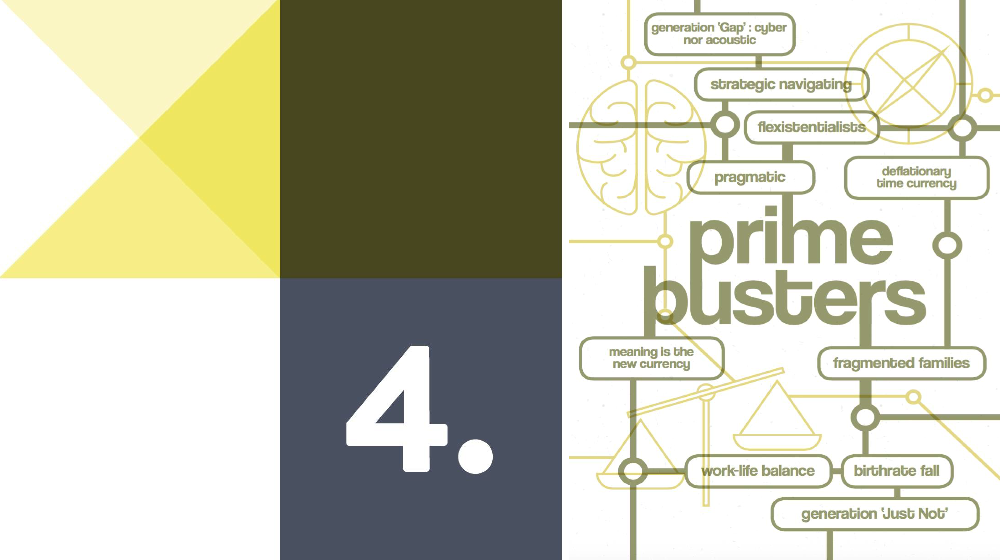 4.
generation ‘Gap’ : cyber
nor acoustic
strategic navigating
flexistentialists
pragmatic
deflationary
time currency
prime
busters
meaning is the
new currency
fragmented families
work-life balance
birthrate fall
generation ‘Just Not’